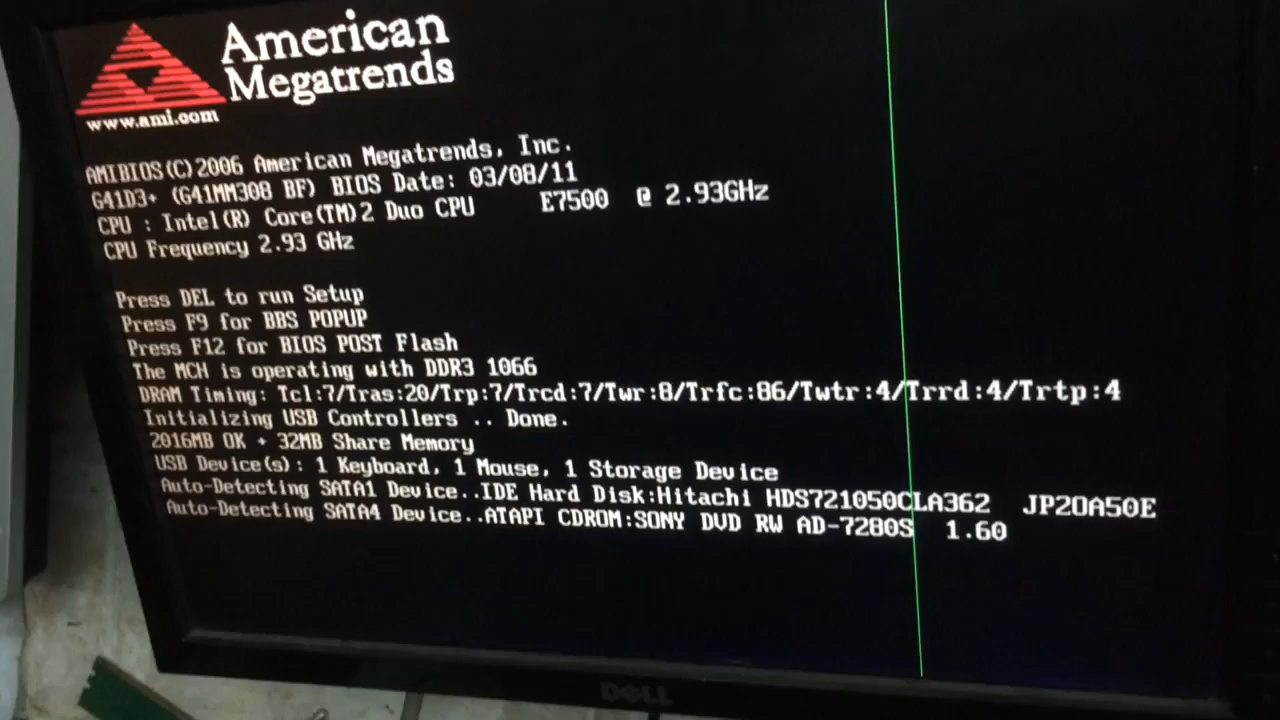 American
Megatrends
www.ami.com
AMIBIOS(C)2006 American Megatrends, Inc.
G41D3+ (G41MM308 BF) BIOS Date: 03/08/11
CPU : Intel(R) Core(TM)2 Duo CPU E7500 @ 2.93GHz
CPU Frequency 2.93 GHz
Press DEL to run Setup
Press F9 for BBS POPUP
Press F12 for BIOS POST Flash
The MCH is operating with DDR3 1066
DRAM Timing: Tcl:7/Tras:20/Trp:7/Trcd:7/Twr:8/Trfc:86/Twtr:4/Trrd:4/Trtp:4
Initializing USB Controllers .. Done.
2016MB OK + 32MB Share Memory
USB Device(s): 1 Keyboard, 1 Mouse, 1 Storage Device
Auto-Detecting SATA1 Device..IDE Hard Disk:Hitachi HDS721050CLA362 JP2OA50E
Auto-Detecting SATA4 Device..ATAPI CDROM:SONY DVD RW AD-7280S 1.60
DELL